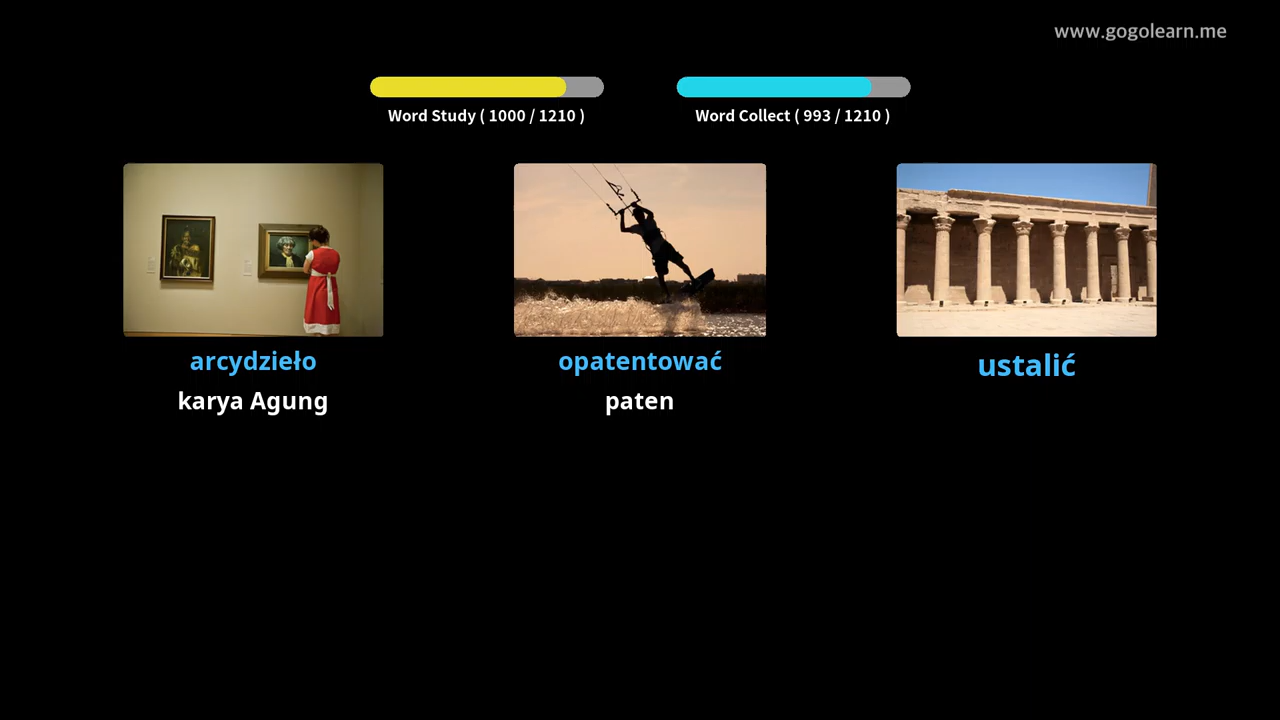 www.gogolearn.me
Word Study ( 1000 / 1210 )
Word Collect ( 993 / 1210 )
arcydzieło
karya Agung
opatentować
paten
ustalić